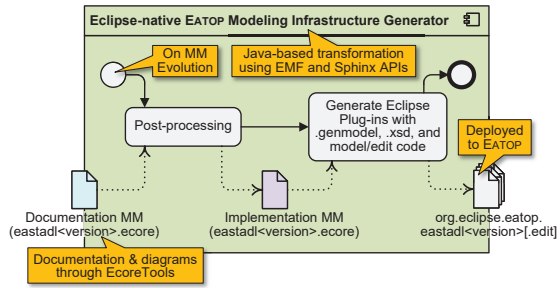 Eclipse-native EATOP Modeling Infrastructure Generator
On MM
Evolution
Java-based transformation
using EMF and Sphinx APIs
Post-processing
Generate Eclipse
Plug-ins with
.genmodel, .xsd, and
model/edit code
Deployed
to EATOP
Documentation MM
(eastadl<version>.ecore)
Implementation MM
(eastadl<version>.ecore)
org.eclipse.eatop.
eastadl<version>[.edit]
Documentation & diagrams
through EcoreTools